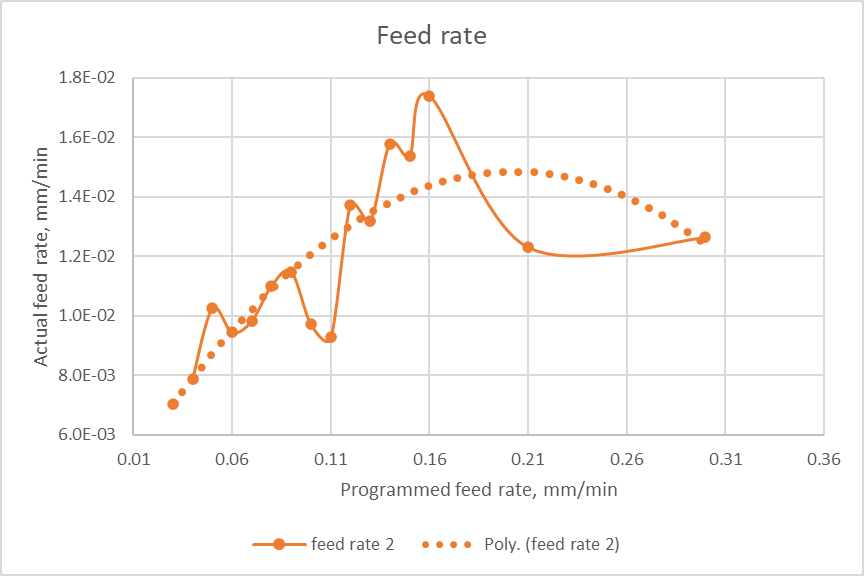 Feed rate
1.8E-02
1.6E-02
1.4E-02
1.2E-02
1.0E-02
8.0E-03
6.0E-03
Actual feed rate, mm/min
0.01 0.06 0.11 0.16 0.21 0.26 0.31 0.36
Programmed feed rate, mm/min
feed rate 2 Poly. (feed rate 2)